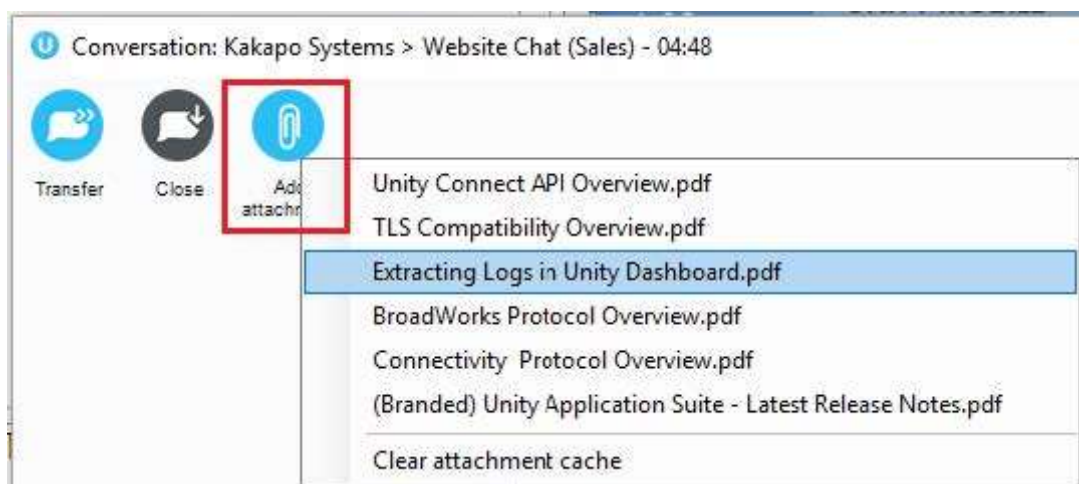 Conversation: Kakapo Systems > Website Chat (Sales) - 04:48
Transfer
Close
Unity Connect API Overview.pdf
TLS Compatibility Overview.pdf
Extracting Logs in Unity Dashboard.pdf
BroadWorks Protocol Overview.pdf
Connectivity Protocol Overview.pdf
(Branded) Unity Application Suite - Latest Release Notes.pdf
Clear attachment cache